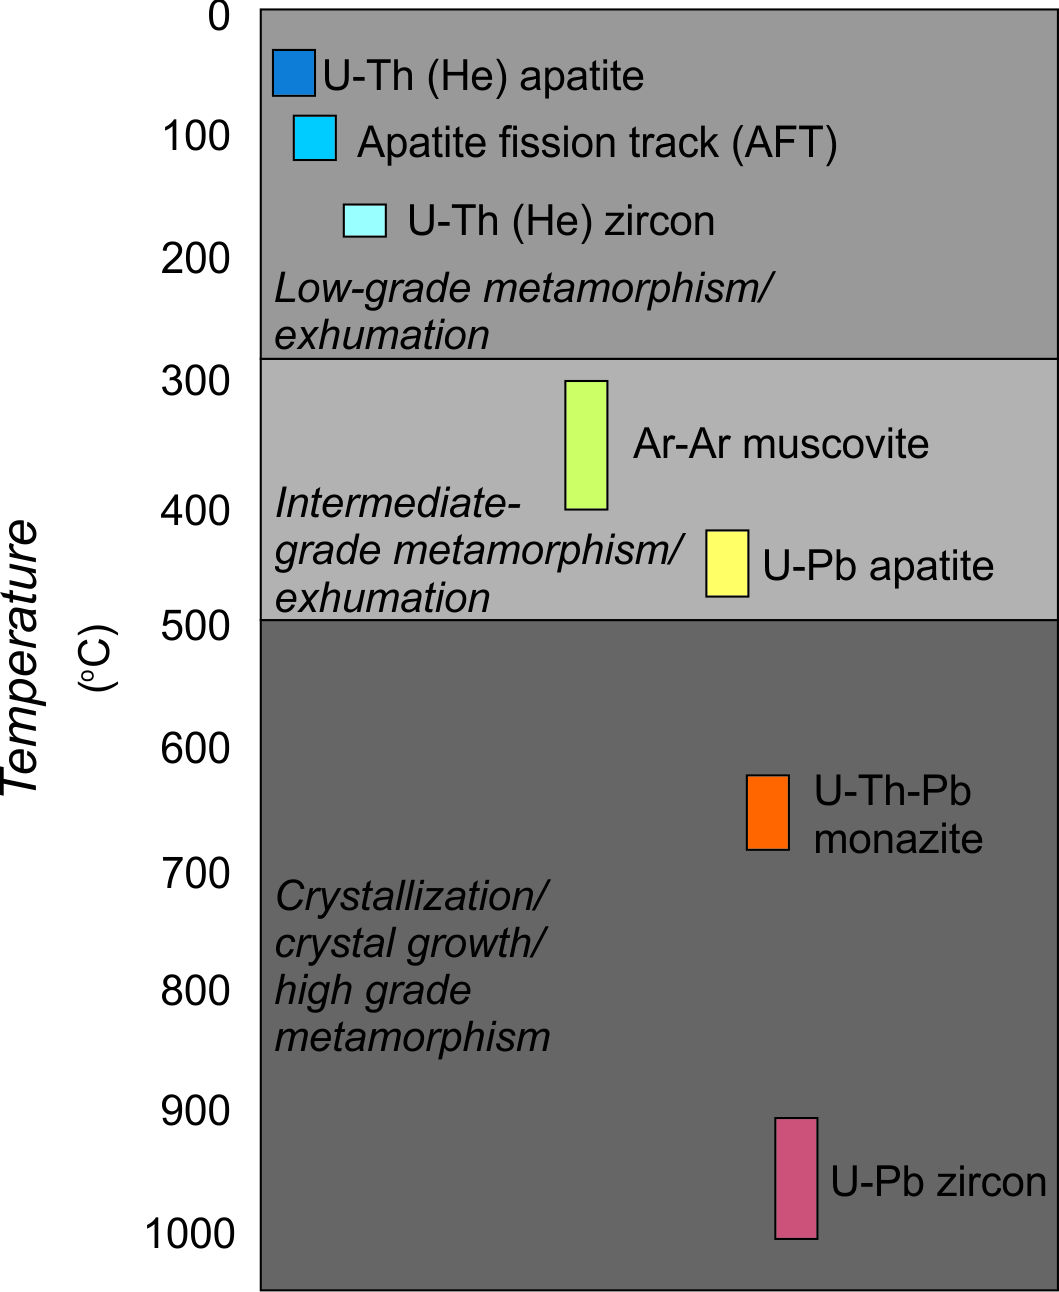 0
U-Th (He) apatite
100
Apatite fission track (AFT)
U-Th (He) zircon
200
Low-grade metamorphism/
exhumation
300
Ar-Ar muscovite
400
Intermediate-
grade metamorphism/
exhumation
U-Pb apatite
500
Temperature
(ºC)
600
U-Th-Pb
monazite
700
Crystallization/
crystal growth/
high grade
metamorphism
800
900
U-Pb zircon
1000